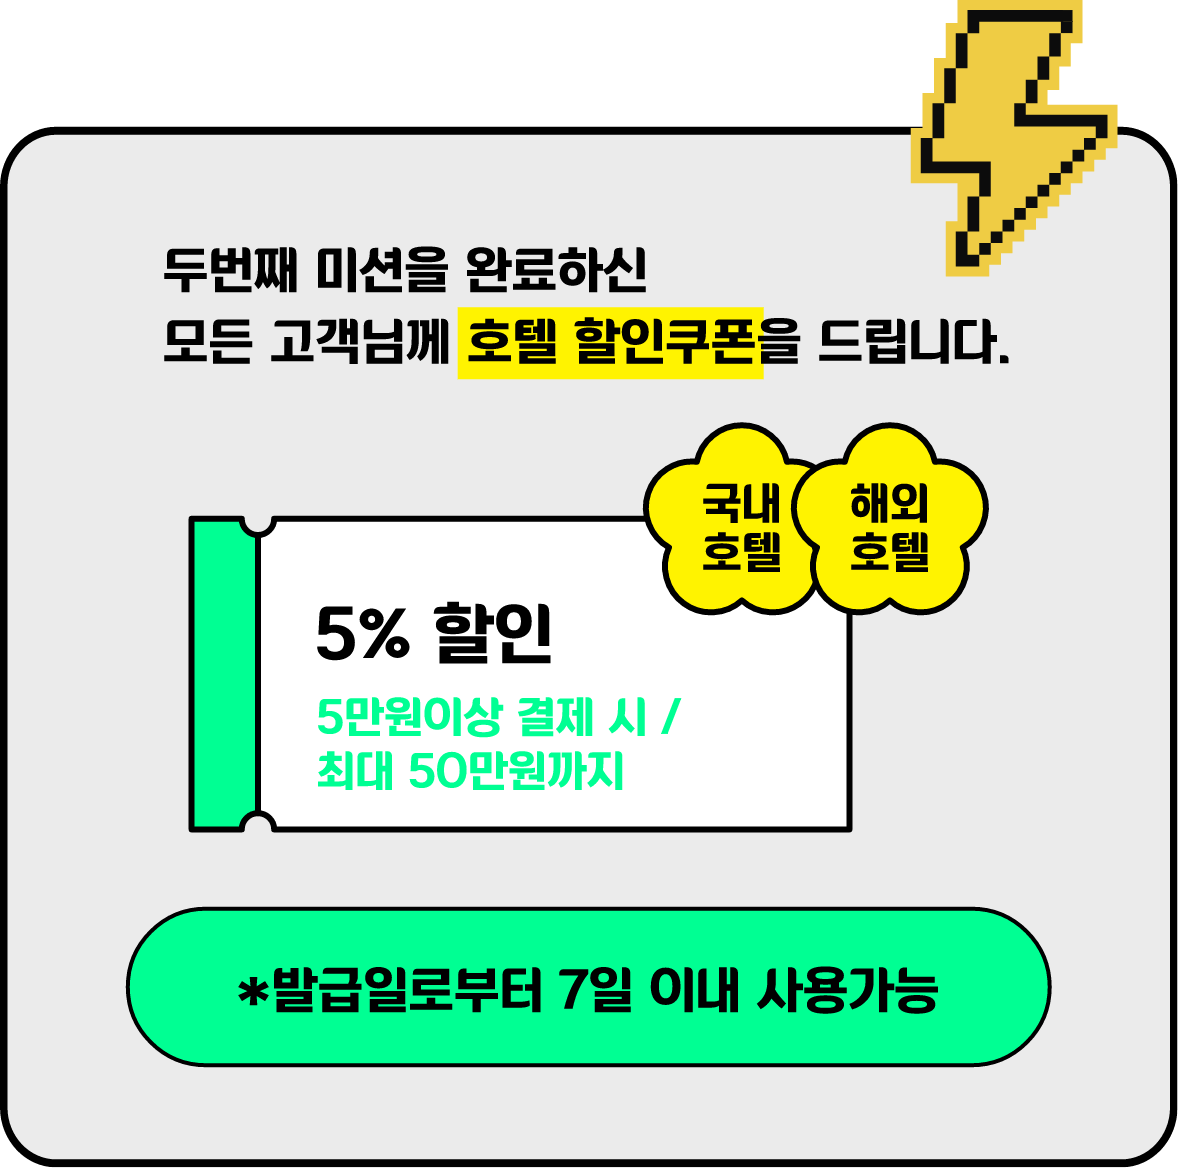 두번째 미션을 완료하신
모든 고객님께 호텔 할인쿠폰을 드립니다.
국내
호텔
해외
호텔
5% 할인
5만원이상 결제 시 /
최대 50만원까지
*발급일로부터 7일 이내 사용가능